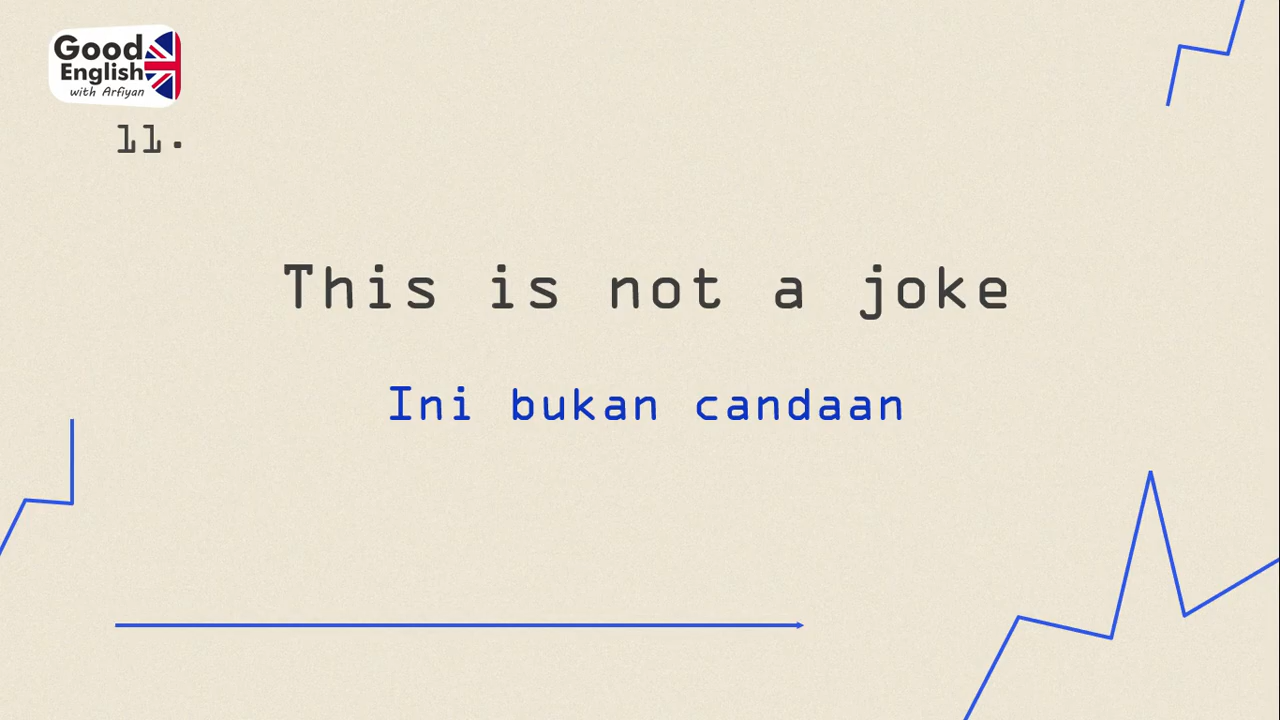 Good
English
with Arfiyan
11.
This is not a joke
Ini bukan candaan